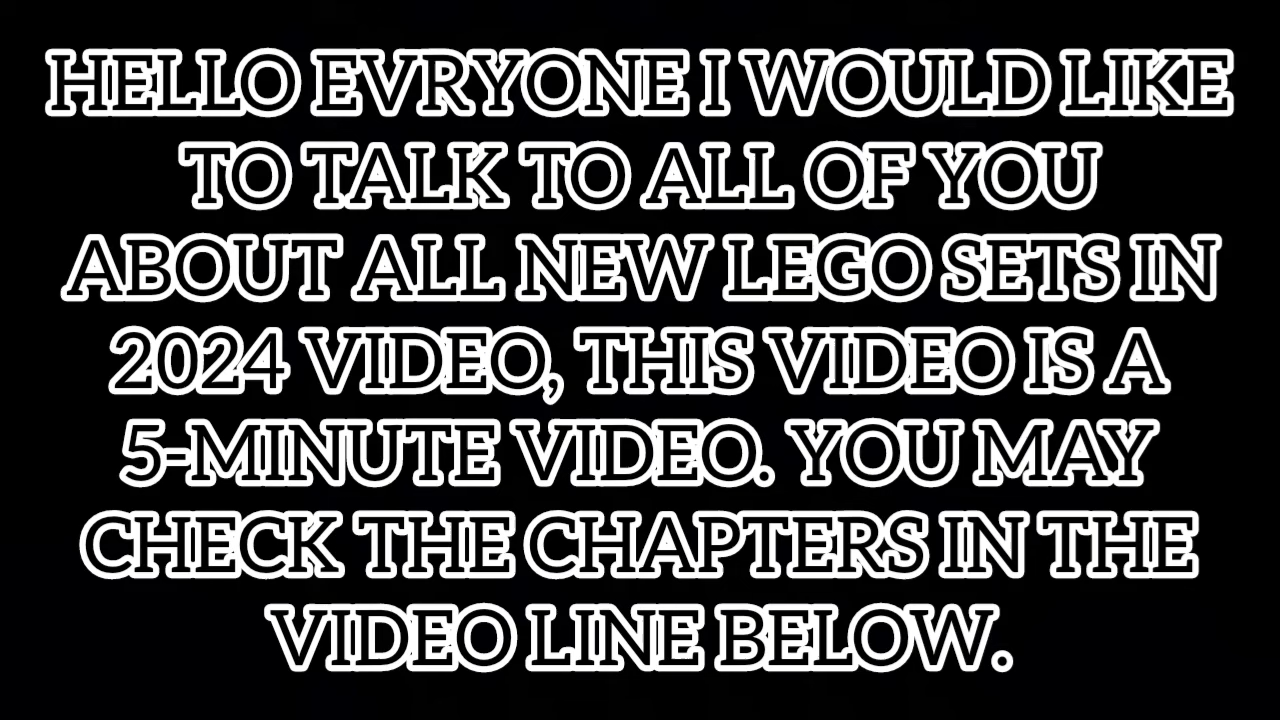 HELLO EVRYONE I WOULD LIKE
TO TALK TO ALL OF YOU
ABOUT ALL NEW LEGO SETS IN
2024 VIDEO, THIS VIDEO IS A
5-MINUTE VIDEO. YOU MAY
CHECK THE CHAPTERS IN THE
VIDEO LINE BELOW.